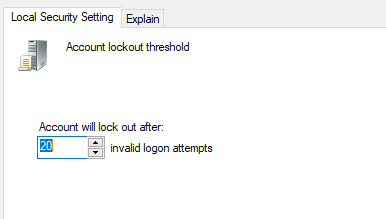 Local Security Setting Explain
Account lockout threshold
Account will lock out after:
20 invalid logon attempts